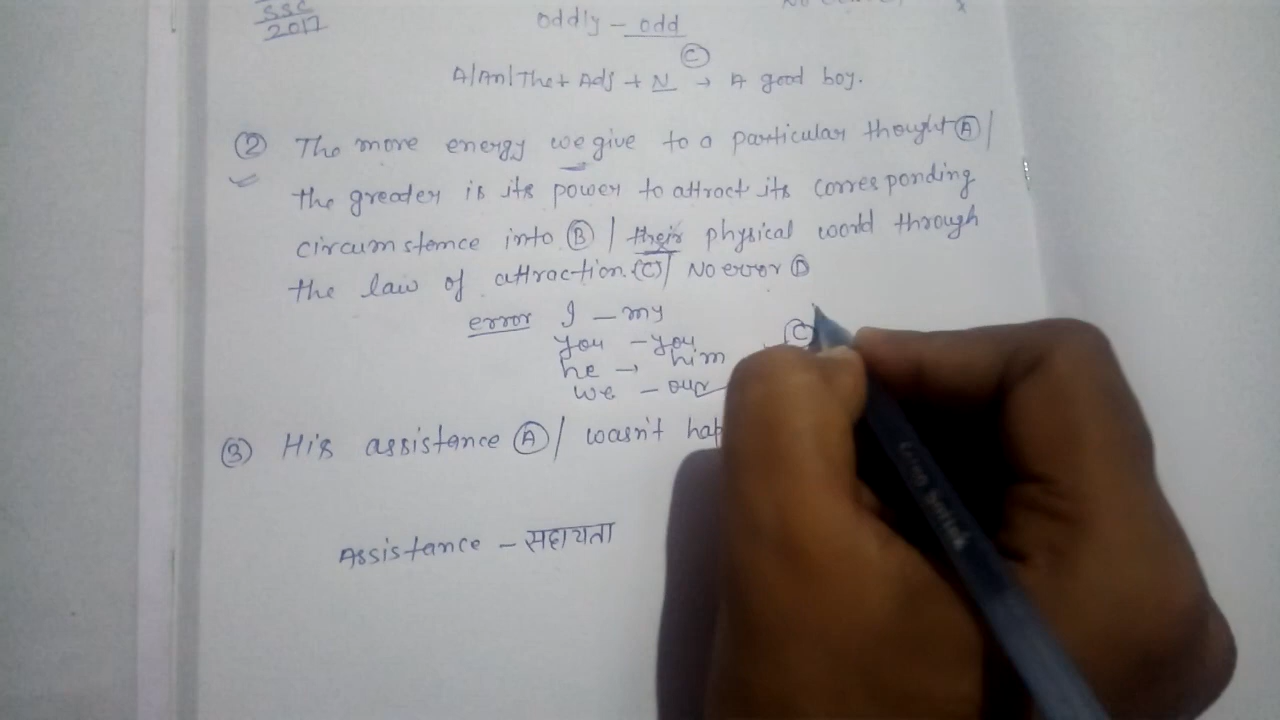 SSC
2017
oddly - odd
C
A/An/The + Adj + N → A good boy.
② The more energy we give to a particular thought Ⓐ /
the greater is its power to attract its corresponding
circumstance into Ⓑ / their physical world through
the law of attraction. (C) / No error Ⓓ
error I - my
you - you
he → him
we - our
Ⓒ
③ His assistance Ⓐ / wasn't hap
Assistance - सहायता